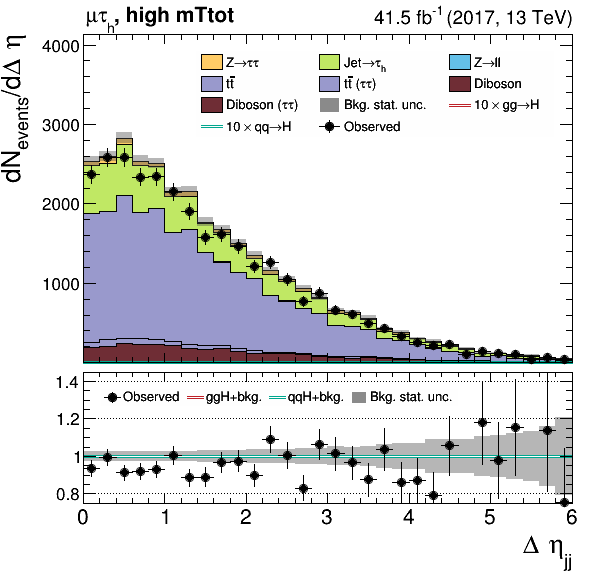 μτh, high mTtot
41.5 fb⁻¹ (2017, 13 TeV)
dNevents/dΔ η
4000
3000
2000
1000
Z→ττ
Jet→τh
Z→ll
tt̄
tt̄ (ττ)
Diboson
Diboson (ττ)
Bkg. stat. unc.
10 × gg→H
10 × qq→H
Observed
1.4
1.2
1
0.8
Observed
ggH+bkg.
qqH+bkg.
Bkg. stat. unc.
0
1
2
3
4
5
6
Δ ηjj